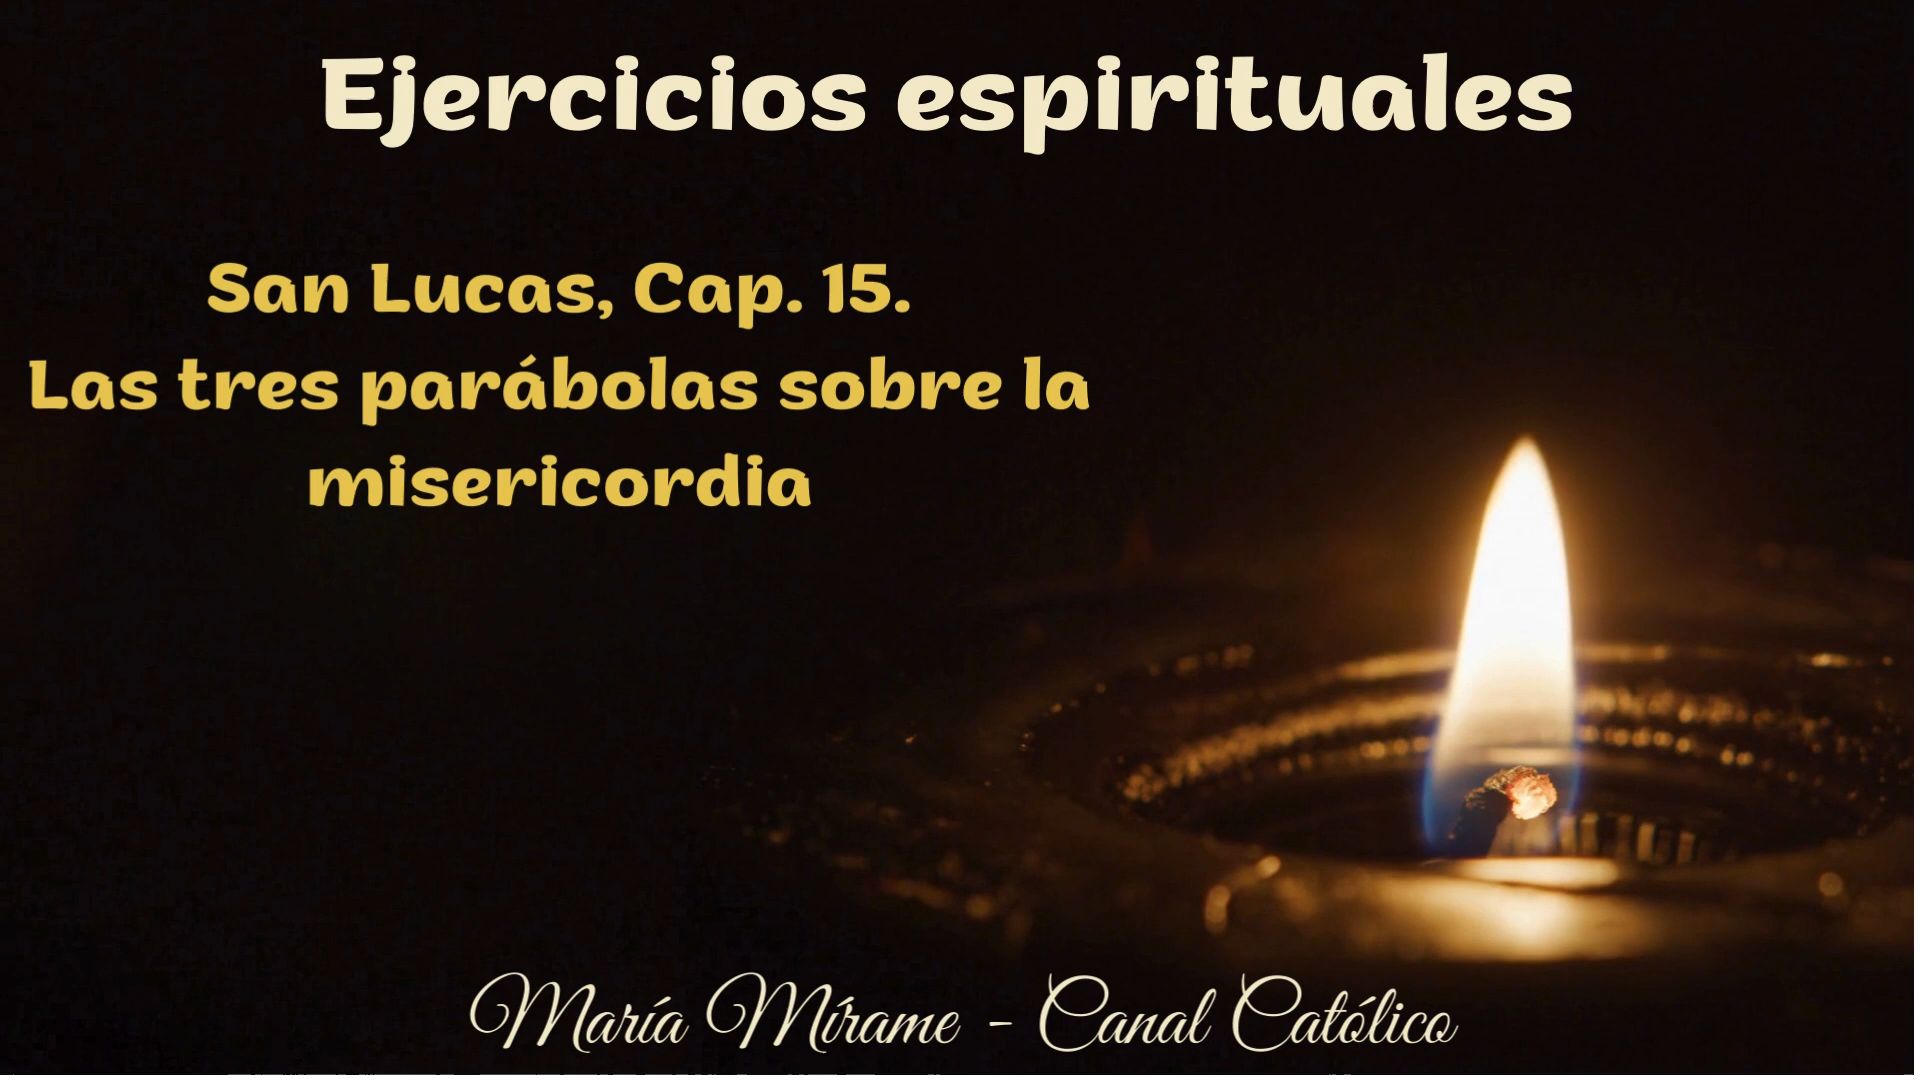 Ejercicios espirituales
San Lucas, Cap. 15.
Las tres parábolas sobre la
misericordia
María Mírame - Canal Católico